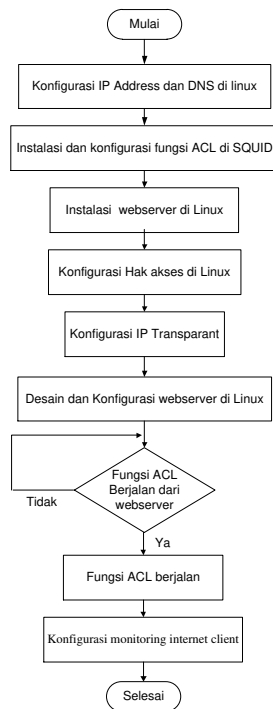 Mulai
Konfigurasi IP Address dan DNS di linux
Instalasi dan konfigurasi fungsi ACL di SQUID
Instalasi webserver di Linux
Konfigurasi Hak akses di Linux
Konfigurasi IP Transparant
Desain dan Konfigurasi webserver di Linux
Fungsi ACL
Berjalan dari
webserver
Tidak
Ya
Fungsi ACL berjalan
Konfigurasi monitoring internet client
Selesai